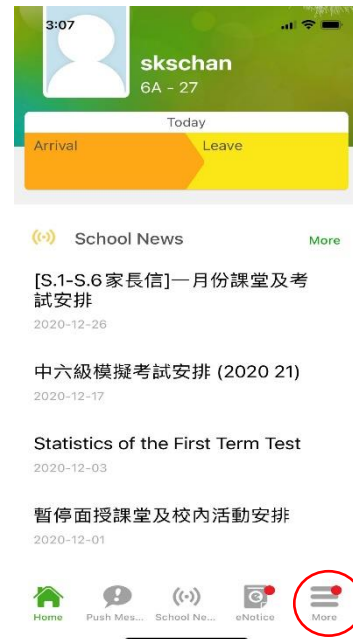 3:07
skschan
6A - 27
Today
Arrival
Leave
School News
More
[S.1-S.6家長信]一月份課堂及考
試安排
2020-12-26
中六級模擬考試安排 (2020 21)
2020-12-17
Statistics of the First Term Test
2020-12-03
暫停面授課堂及校內活動安排
2020-12-01
Home
Push Mes...
School Ne...
eNotice
More